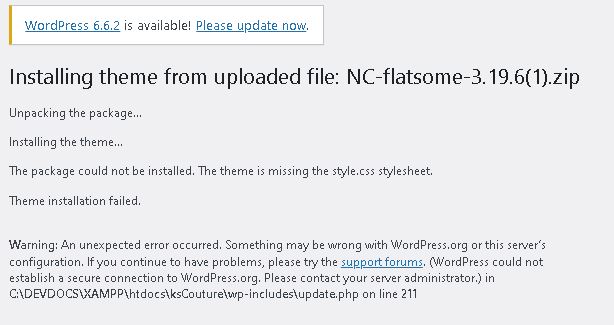 WordPress 6.6.2 is available! Please update now.
Installing theme from uploaded file: NC-flatsome-3.19.6(1).zip
Unpacking the package...
Installing the theme...
The package could not be installed. The theme is missing the style.css stylesheet.
Theme installation failed.
Warning: An unexpected error occurred. Something may be wrong with WordPress.org or this server's
configuration. If you continue to have problems, please try the support forums. (WordPress could not
establish a secure connection to WordPress.org. Please contact your server administrator.) in
C:\DEVDOCS\XAMPP\htdocs\ksCouture\wp-includes\update.php on line 211